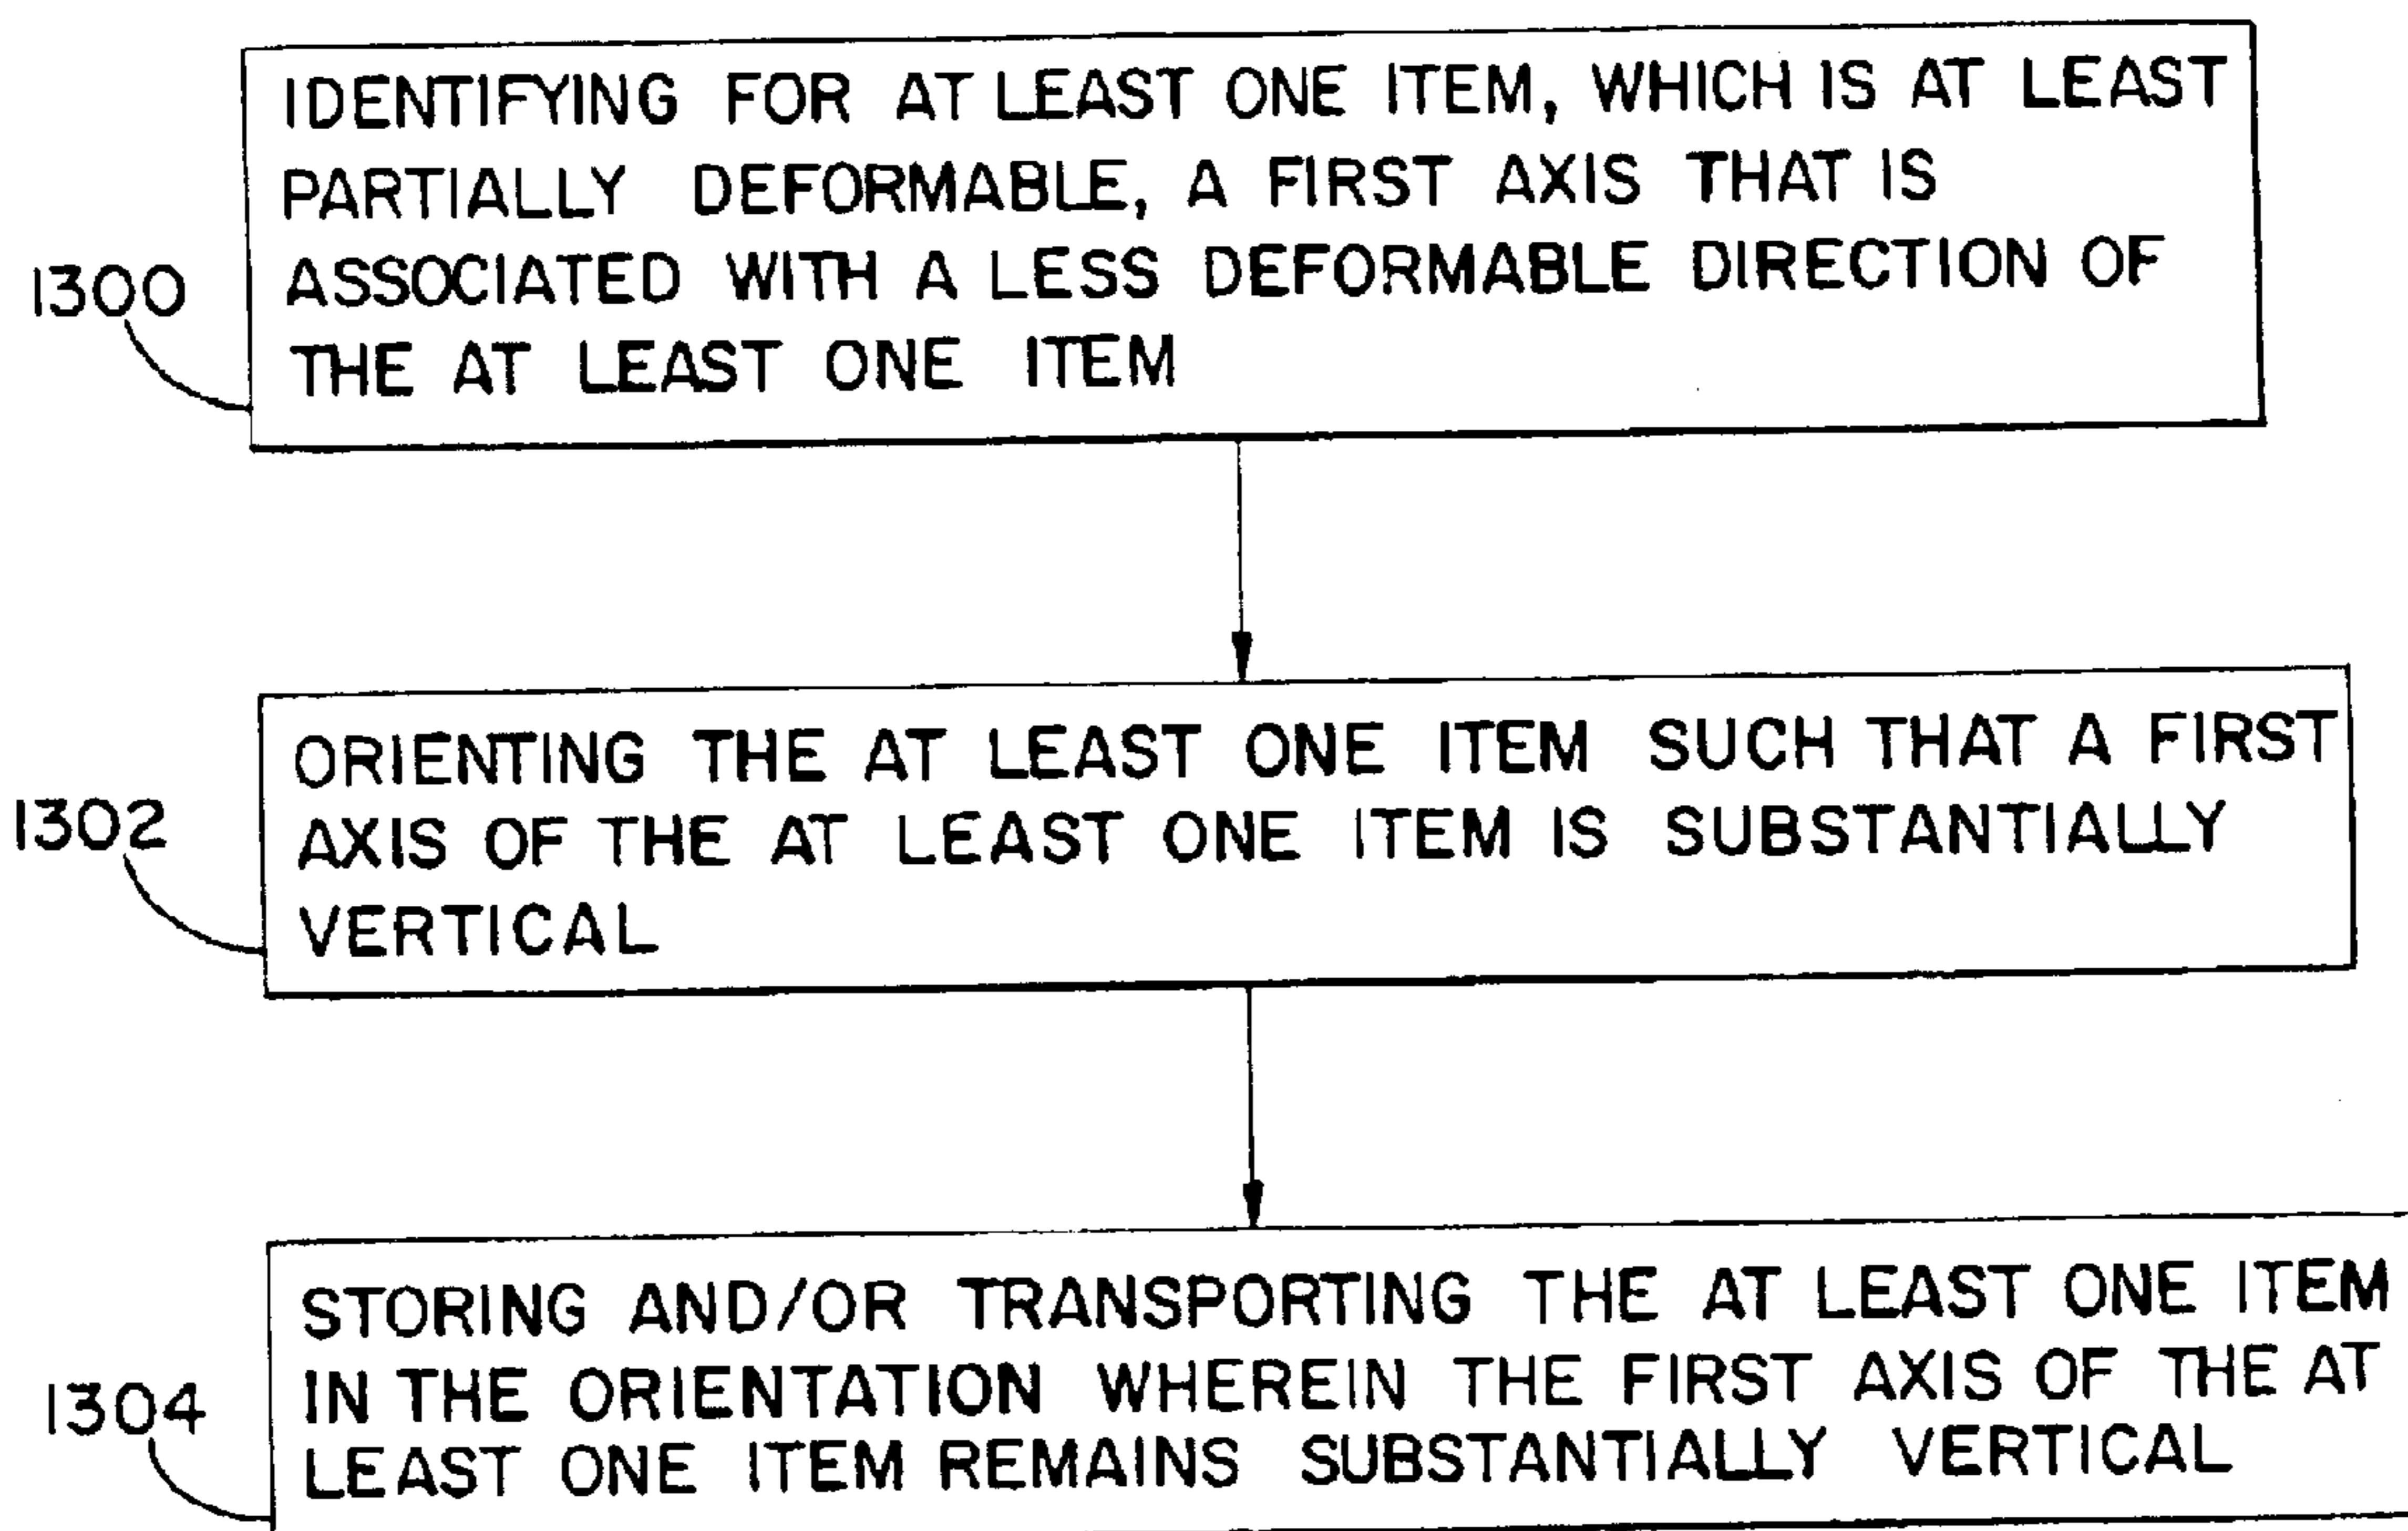 IDENTIFYING FOR AT LEAST ONE ITEM, WHICH IS AT LEAST
PARTIALLY DEFORMABLE, A FIRST AXIS THAT IS
ASSOCIATED WITH A LESS DEFORMABLE DIRECTION OF
THE AT LEAST ONE ITEM
1300
ORIENTING THE AT LEAST ONE ITEM SUCH THAT A FIRST
AXIS OF THE AT LEAST ONE ITEM IS SUBSTANTIALLY
VERTICAL
1302
STORING AND/OR TRANSPORTING THE AT LEAST ONE ITEM
IN THE ORIENTATION WHEREIN THE FIRST AXIS OF THE AT
LEAST ONE ITEM REMAINS SUBSTANTIALLY VERTICAL
1304